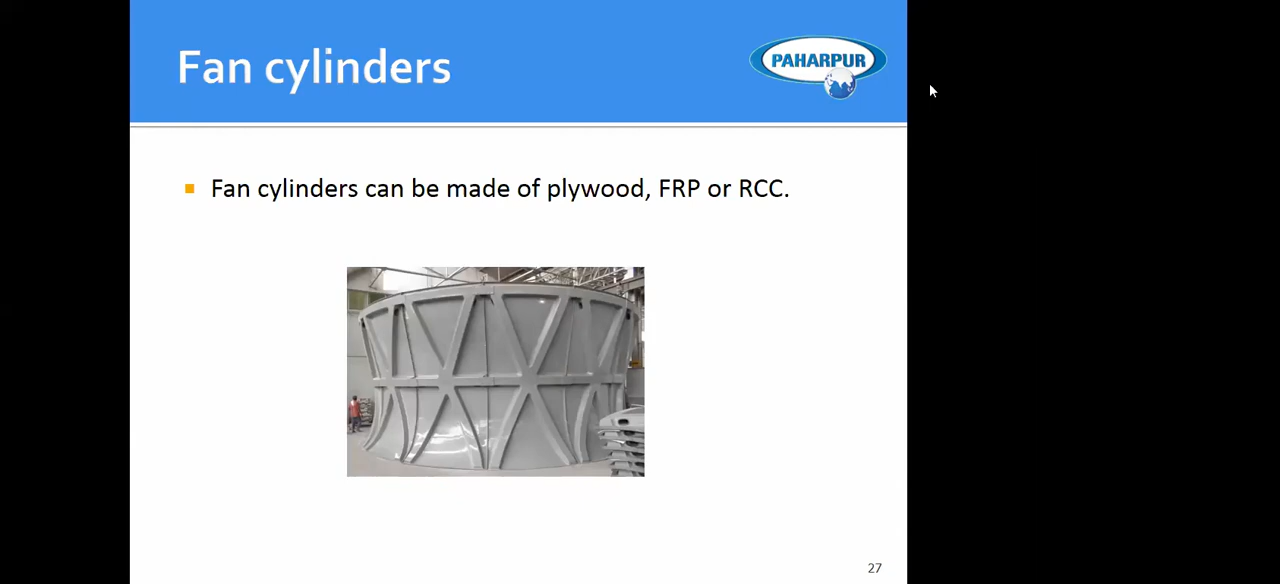 Fan cylinders
PAHARPUR
Fan cylinders can be made of plywood, FRP or RCC.
27